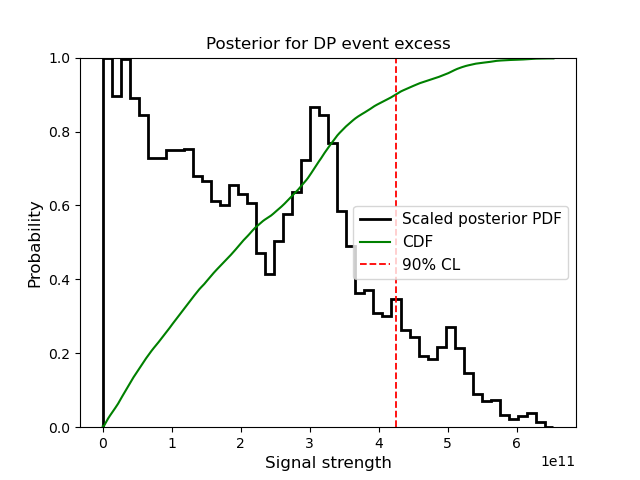 Posterior for DP event excess
Probability
1.0
0.8
0.6
0.4
0.2
0.0
Scaled posterior PDF
CDF
90% CL
0 1 2 3 4 5 6
1e11
Signal strength